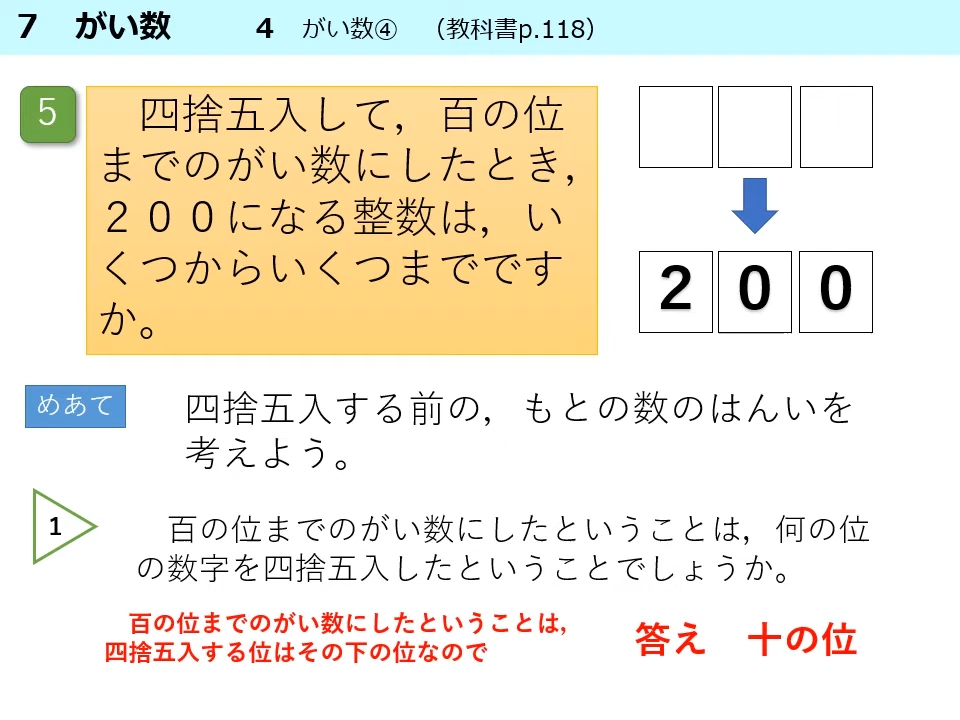 ７　がい数　　　４　がい数④　（教科書p.118）
5
四捨五入して，百の位
までのがい数にしたとき，
２００になる整数は，い
くつからいくつまでです
か。
2 0 0
めあて
四捨五入する前の，もとの数のはんいを
考えよう。
1
百の位までのがい数にしたということは，何の位
の数字を四捨五入したということでしょうか。
百の位までのがい数にしたということは，
四捨五入する位はその下の位なので
答え　十の位